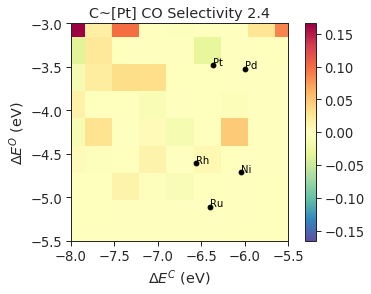 C~[Pt] CO Selectivity 2.4
−3.0
−3.5
−4.0
−4.5
−5.0
−5.5
ΔE^O (eV)
Pt
Pd
Rh
Ni
Ru
−8.0 −7.5 −7.0 −6.5 −6.0 −5.5
ΔE^C (eV)
0.15
0.10
0.05
0.00
−0.05
−0.10
−0.15